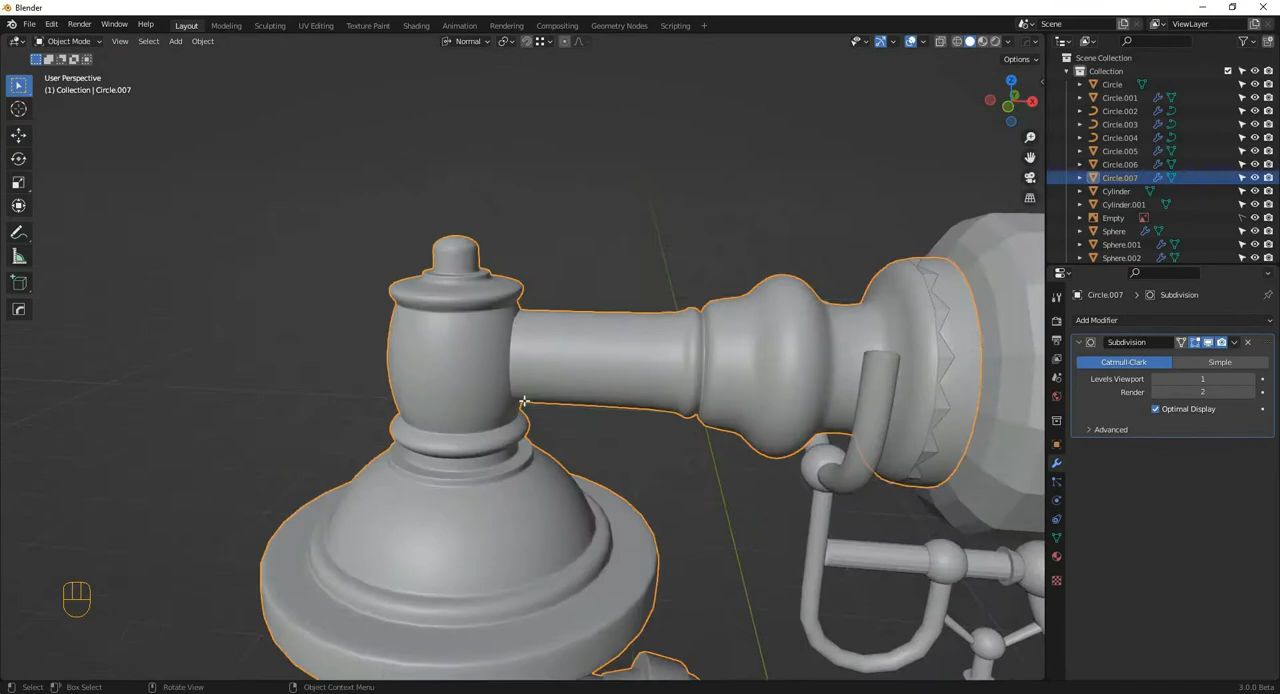 Blender
File Edit Render Window Help Layout Modeling Sculpting UV Editing Texture Paint Shading Animation Rendering Compositing Geometry Nodes Scripting + Scene ViewLayer
Object Mode View Select Add Object Normal
Options
User Perspective
(1) Collection | Circle.007
Z
X
Y
Scene Collection
Collection
Circle
Circle.001
Circle.002
Circle.003
Circle.004
Circle.005
Circle.006
Circle.007
Cylinder
Cylinder.001
Empty
Sphere
Sphere.001
Sphere.002
Circle.007 > Subdivision
Add Modifier
Subdivision
Catmull-Clark Simple
Levels Viewport 1
Render 2
Optimal Display
Advanced
Select Box Select Rotate View Object Context Menu 3.0.0 Beta